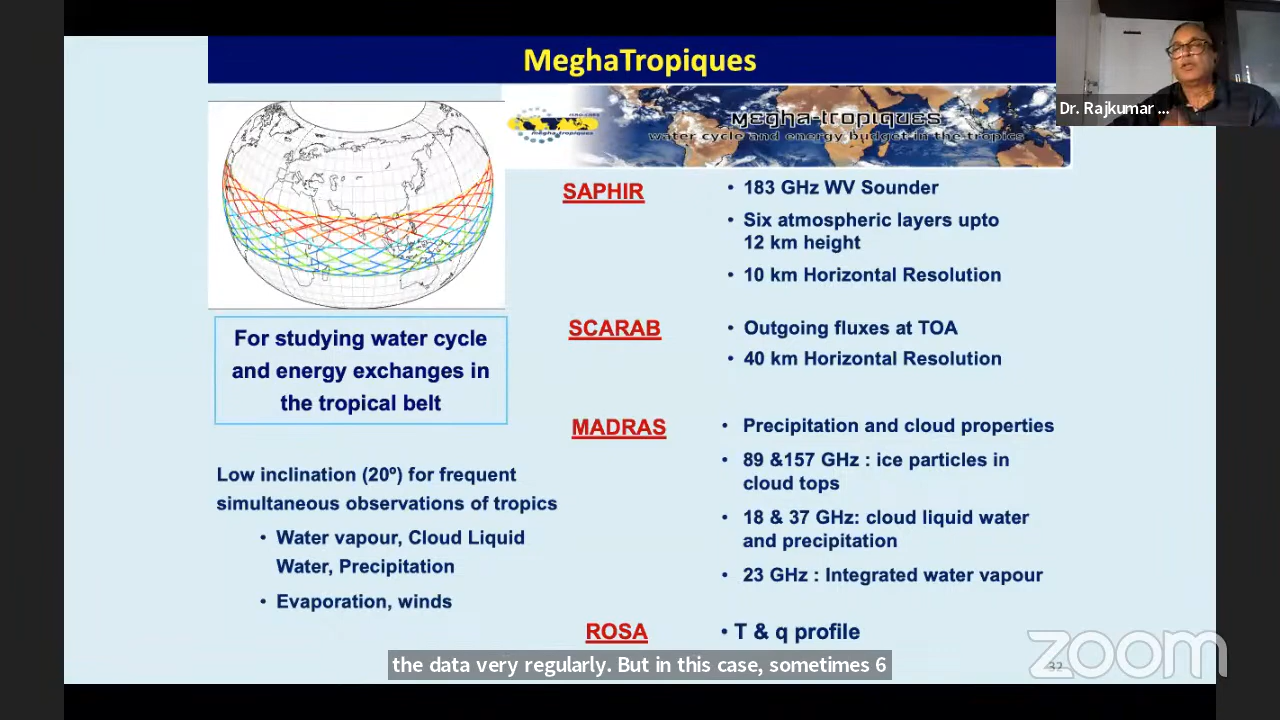 MeghaTropiques
Dr. Rajkumar ...
megha-tropiques
megha-tropiques
water cycle and energy budget in the tropics
SAPHIR
• 183 GHz WV Sounder
• Six atmospheric layers upto
12 km height
• 10 km Horizontal Resolution
SCARAB
• Outgoing fluxes at TOA
• 40 km Horizontal Resolution
For studying water cycle
and energy exchanges in
the tropical belt
MADRAS
• Precipitation and cloud properties
• 89 &157 GHz : ice particles in
cloud tops
• 18 & 37 GHz: cloud liquid water
and precipitation
• 23 GHz : Integrated water vapour
Low inclination (20º) for frequent
simultaneous observations of tropics
• Water vapour, Cloud Liquid
Water, Precipitation
• Evaporation, winds
ROSA
• T & q profile
the data very regularly. But in this case, sometimes 6
zoom
32